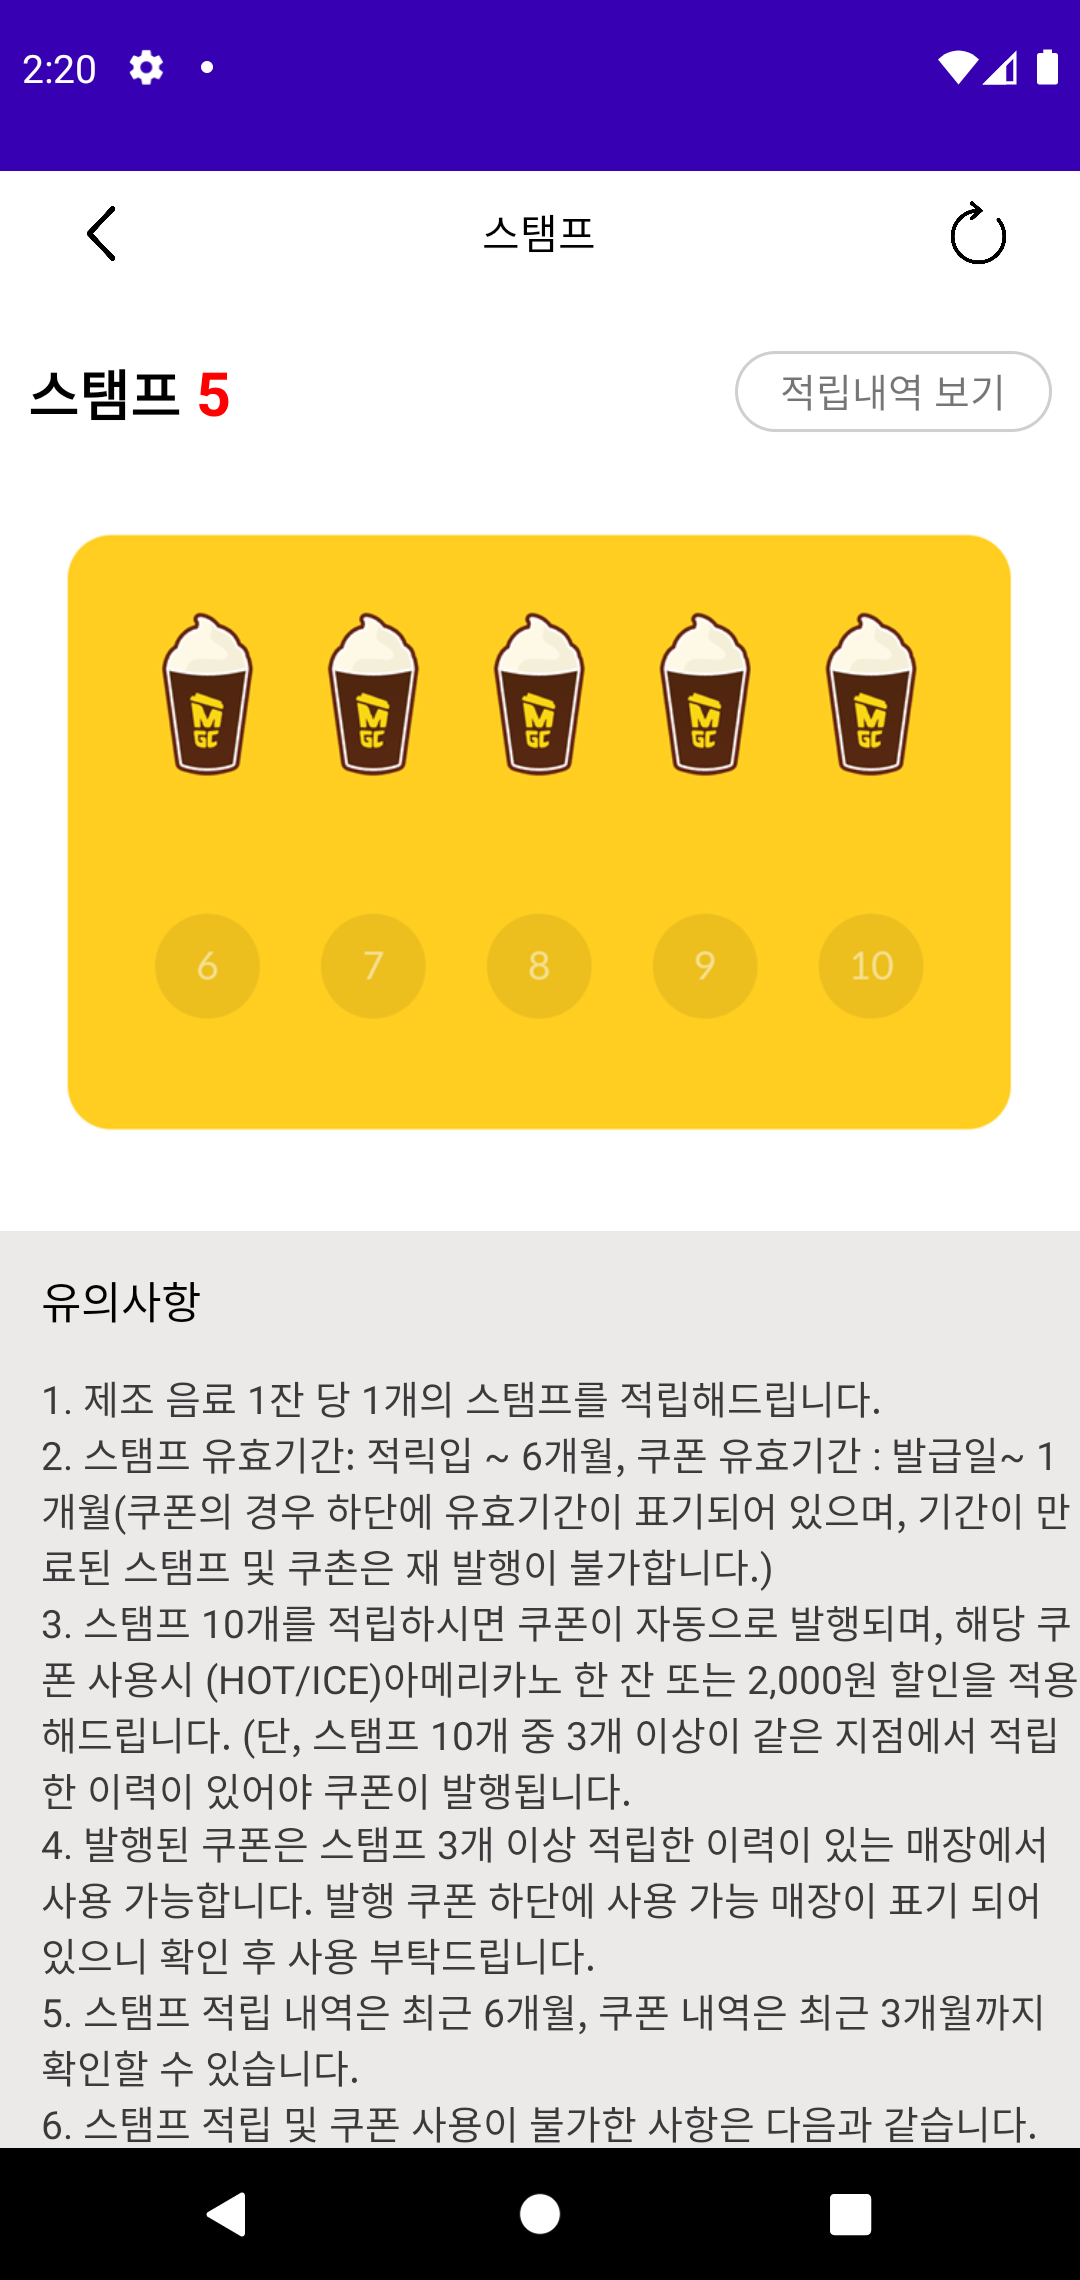 2:20
스탬프
스탬프 5
적립내역 보기
M GC
M GC
M GC
M GC
M GC
6 7 8 9 10
유의사항
1. 제조 음료 1잔 당 1개의 스탬프를 적립해드립니다.
2. 스탬프 유효기간: 적릭입 ~ 6개월, 쿠폰 유효기간 : 발급일~ 1
개월(쿠폰의 경우 하단에 유효기간이 표기되어 있으며, 기간이 만
료된 스탬프 및 쿠촌은 재 발행이 불가합니다.)
3. 스탬프 10개를 적립하시면 쿠폰이 자동으로 발행되며, 해당 쿠
폰 사용시 (HOT/ICE)아메리카노 한 잔 또는 2,000원 할인을 적용
해드립니다. (단, 스탬프 10개 중 3개 이상이 같은 지점에서 적립
한 이력이 있어야 쿠폰이 발행됩니다.
4. 발행된 쿠폰은 스탬프 3개 이상 적립한 이력이 있는 매장에서
사용 가능합니다. 발행 쿠폰 하단에 사용 가능 매장이 표기 되어
있으니 확인 후 사용 부탁드립니다.
5. 스탬프 적립 내역은 최근 6개월, 쿠폰 내역은 최근 3개월까지
확인할 수 있습니다.
6. 스탬프 적립 및 쿠폰 사용이 불가한 사항은 다음과 같습니다.